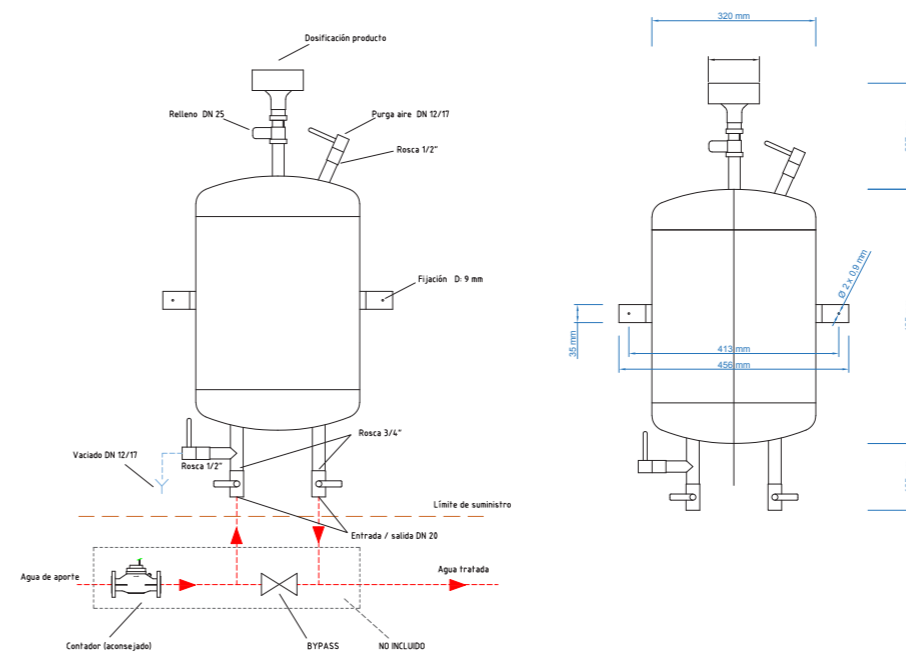 Dosificación producto
Relleno DN 25
Purga aire DN 12/17
Rosca 1/2"
Fijación D: 9 mm
Rosca 3/4"
Vaciado DN 12/17
Rosca 1/2"
Límite de suministro
Entrada / salida DN 20
Agua de aporte
Agua tratada
Contador (aconsejado)
BYPASS
NO INCLUIDO
320 mm
Ø 2 x 0.9 mm
35 mm
413 mm
456 mm